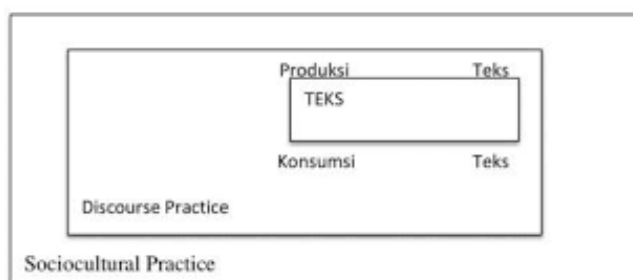 Produksi Teks
TEKS
Konsumsi Teks
Discourse Practice
Sociocultural Practice